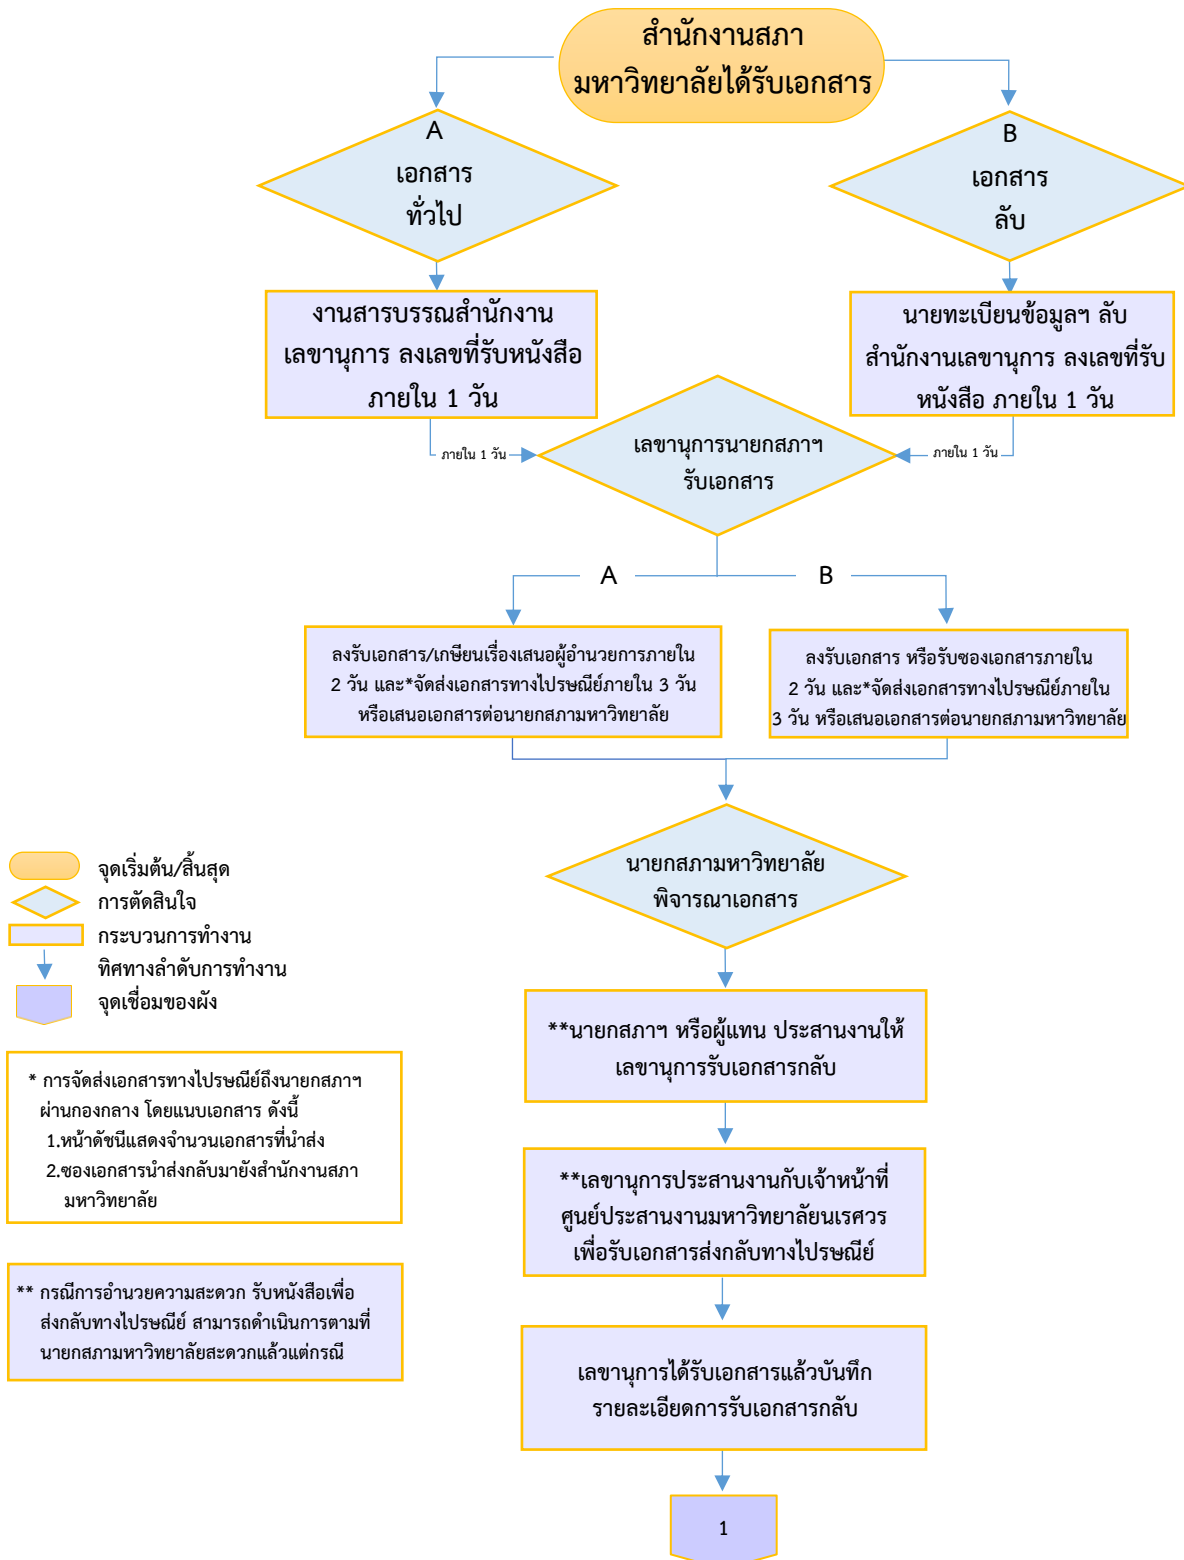 สำนักงานสภา
มหาวิทยาลัยได้รับเอกสาร
A
เอกสาร
ทั่วไป
B
เอกสาร
ลับ
งานสารบรรณสำนักงาน
เลขานุการ ลงเลขที่รับหนังสือ
ภายใน 1 วัน
นายทะเบียนข้อมูลฯ ลับ
สำนักงานเลขานุการ ลงเลขที่รับ
หนังสือ ภายใน 1 วัน
ภายใน 1 วัน
เลขานุการนายกสภาฯ
รับเอกสาร
ภายใน 1 วัน
A
B
ลงรับเอกสาร/เกษียนเรื่องเสนอผู้อำนวยการภายใน
2 วัน และ*จัดส่งเอกสารทางไปรษณีย์ภายใน 3 วัน
หรือเสนอเอกสารต่อนายกสภามหาวิทยาลัย
ลงรับเอกสาร หรือรับซองเอกสารภายใน
2 วัน และ*จัดส่งเอกสารทางไปรษณีย์ภายใน
3 วัน หรือเสนอเอกสารต่อนายกสภามหาวิทยาลัย
นายกสภามหาวิทยาลัย
พิจารณาเอกสาร
จุดเริ่มต้น/สิ้นสุด
การตัดสินใจ
กระบวนการทำงาน
ทิศทางลำดับการทำงาน
จุดเชื่อมของผัง
**นายกสภาฯ หรือผู้แทน ประสานงานให้
เลขานุการรับเอกสารกลับ
* การจัดส่งเอกสารทางไปรษณีย์ถึงนายกสภาฯ
ผ่านกองกลาง โดยแนบเอกสาร ดังนี้
1.หน้าดัชนีแสดงจำนวนเอกสารที่นำส่ง
2.ซองเอกสารนำส่งกลับมายังสำนักงานสภา
มหาวิทยาลัย
**เลขานุการประสานงานกับเจ้าหน้าที่
ศูนย์ประสานงานมหาวิทยาลัยนเรศวร
เพื่อรับเอกสารส่งกลับทางไปรษณีย์
** กรณีการอำนวยความสะดวก รับหนังสือเพื่อ
ส่งกลับทางไปรษณีย์ สามารถดำเนินการตามที่
นายกสภามหาวิทยาลัยสะดวกแล้วแต่กรณี
เลขานุการได้รับเอกสารแล้วบันทึก
รายละเอียดการรับเอกสารกลับ
1